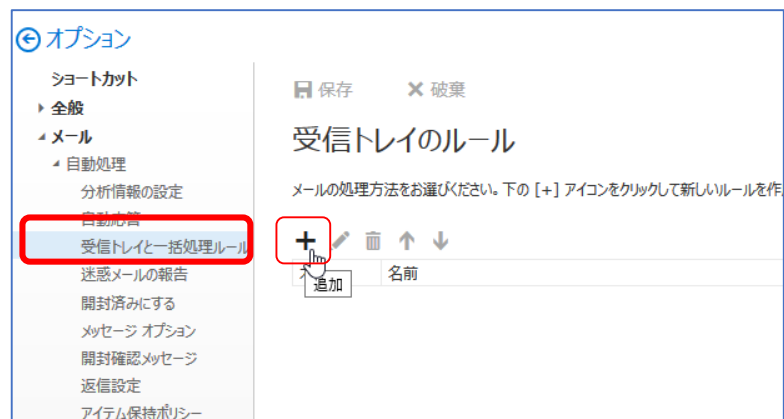 オプション
ショートカット
全般
メール
自動処理
分析情報の設定
自動応答
受信トレイと一括処理ルール
迷惑メールの報告
開封済みにする
メッセージ オプション
開封確認メッセージ
返信設定
アイテム保持ポリシー
保存 破棄
受信トレイのルール
メールの処理方法をお選びください。下の [+] アイコンをクリックして新しいルールを作
名前
追加